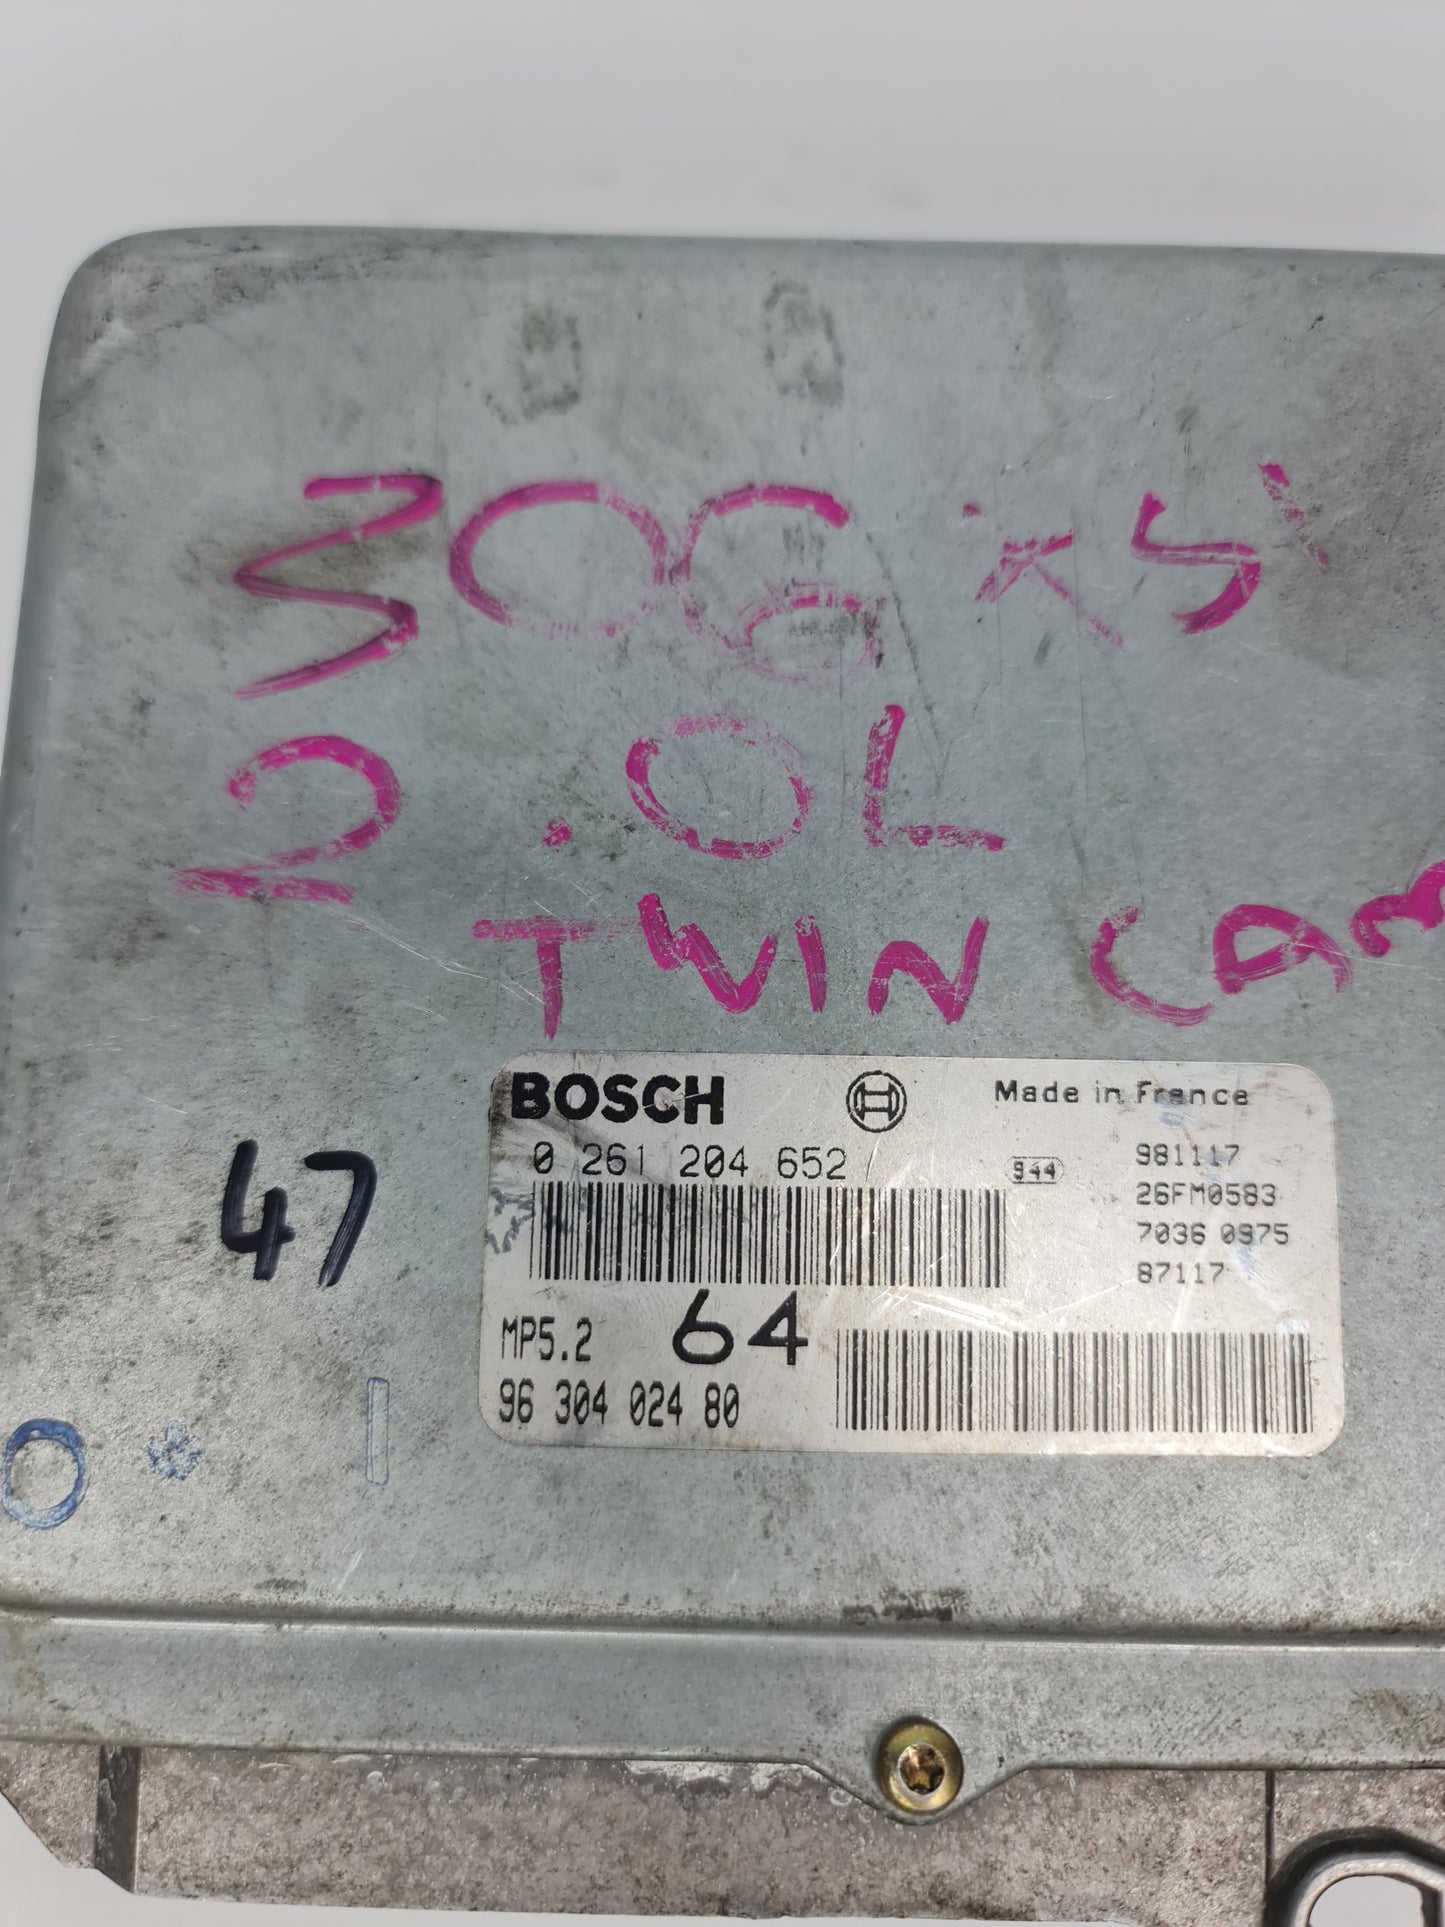 306 XSi
2.0L
TWIN CAM
BOSCH
Made in France
0 261 204 652
944
981117
26FM0583
7036 0975
87117
47
MP5.2
64
96 304 024 80